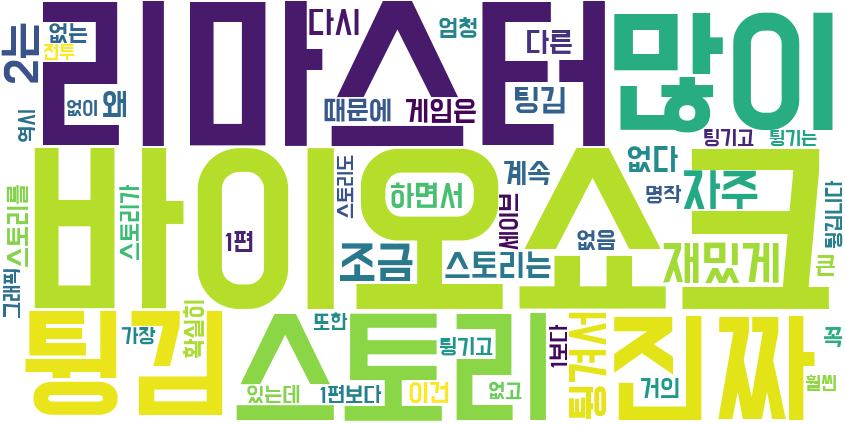 리마스터
많이
바이오쇼크
스토리
진짜
튕김
2는
없는
전투
없이
왜
역시
다시
엄청
다른
때문에
게임은
팅김
팅기고
튕기는
없다
자주
명작
계속
스토리도
하면서
세이브
없음
1편
조금
스토리는
재밌게
큰
튕깁니다
스토리를
스토리가
그래픽
확실히
가장
또한
튕기고
있는데
1편보다
이건
없고
1보다
튕겨서
거의
꼭
훨씬